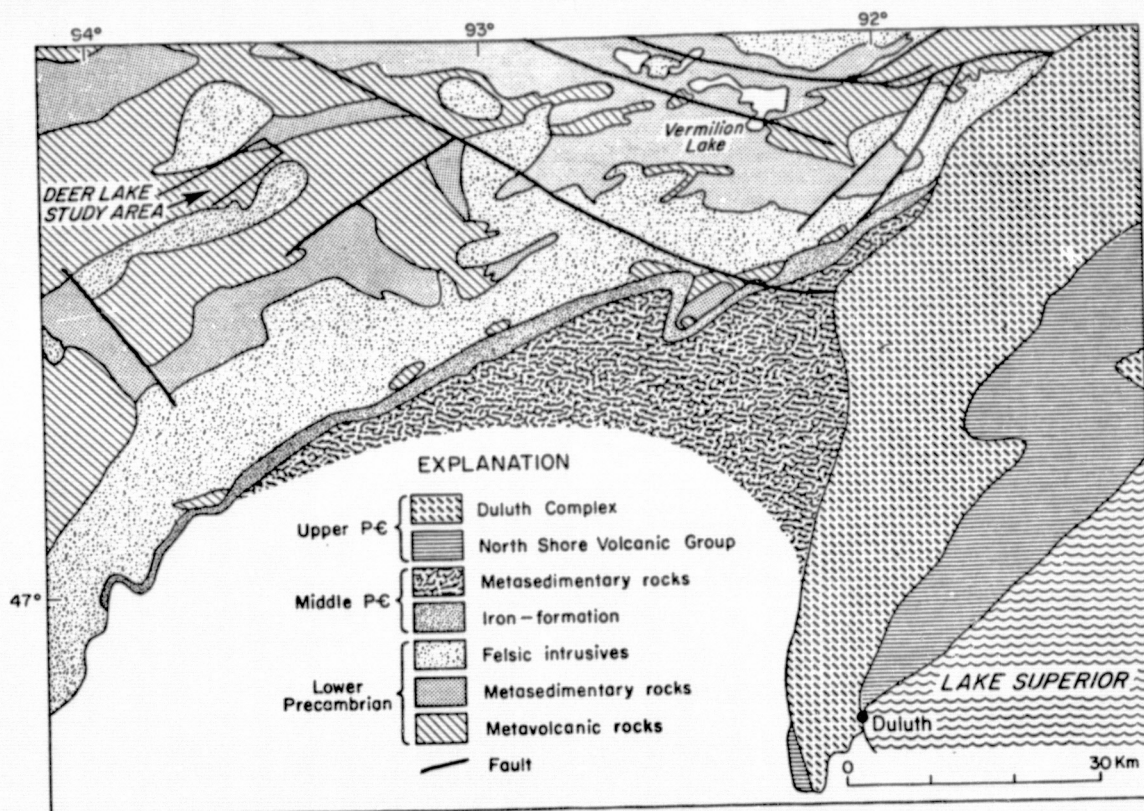 94°
93°
92°
Vermilion
Lake
DEER LAKE
STUDY AREA
EXPLANATION
Upper P-Є
Duluth Complex
North Shore Volcanic Group
Middle P-Є
Metasedimentary rocks
Iron-formation
Lower
Precambrian
Felsic intrusives
Metasedimentary rocks
Metavolcanic rocks
Fault
47°
LAKE SUPERIOR
Duluth
0
30 Km